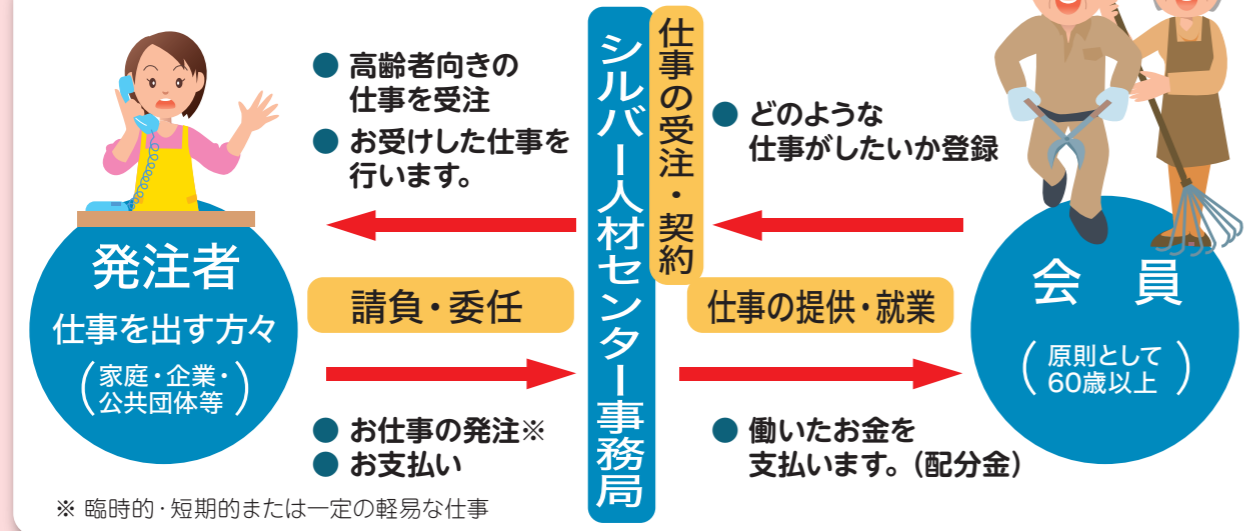 発注者
仕事を出す方々
(家庭・企業・
公共団体等)
● 高齢者向きの
仕事を受注
● お受けした仕事を
行います。
請負・委任
● お仕事の発注※
● お支払い
※ 臨時的・短期的または一定の軽易な仕事
シルバー人材センター事務局
仕事の受注・契約
● どのような
仕事がしたいか登録
仕事の提供・就業
● 働いたお金を
支払います。(配分金)
会 員
(原則として
60歳以上)